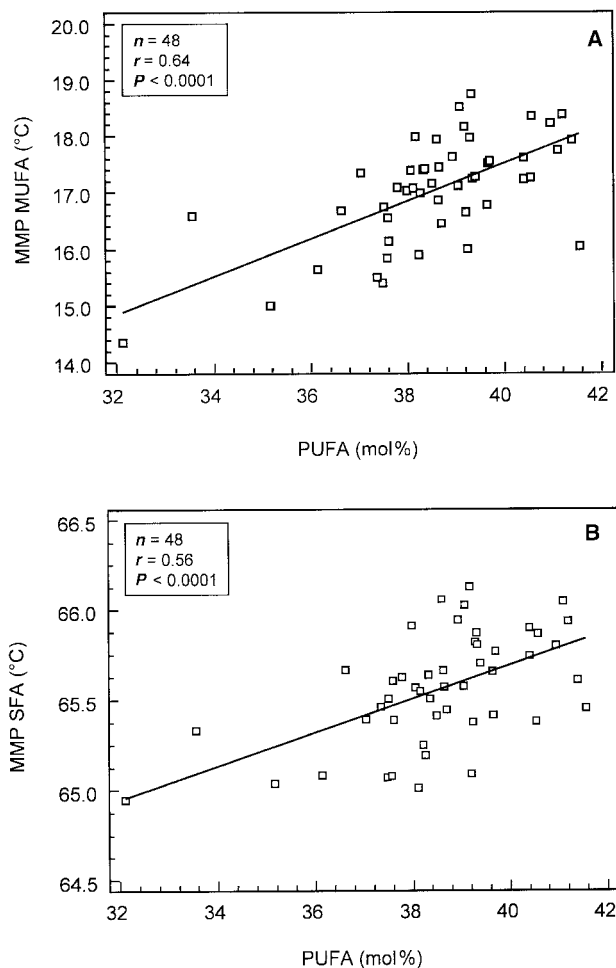 A
n = 48
r = 0.64
P < 0.0001
20.0
19.0
18.0
17.0
16.0
15.0
14.0
MMP MUFA (°C)
32 34 36 38 40 42
PUFA (mol%)
B
n = 48
r = 0.56
P < 0.0001
66.5
66.0
65.5
65.0
64.5
MMP SFA (°C)
32 34 36 38 40 42
PUFA (mol%)